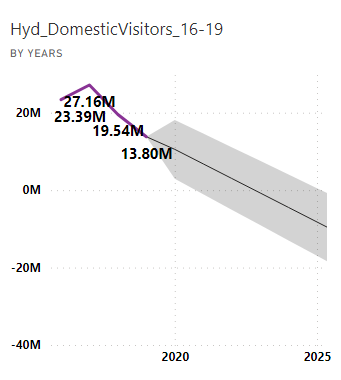 Hyd_DomesticVisitors_16-19
BY YEARS
20M
0M
-20M
-40M
27.16M
23.39M
19.54M
13.80M
2020
2025